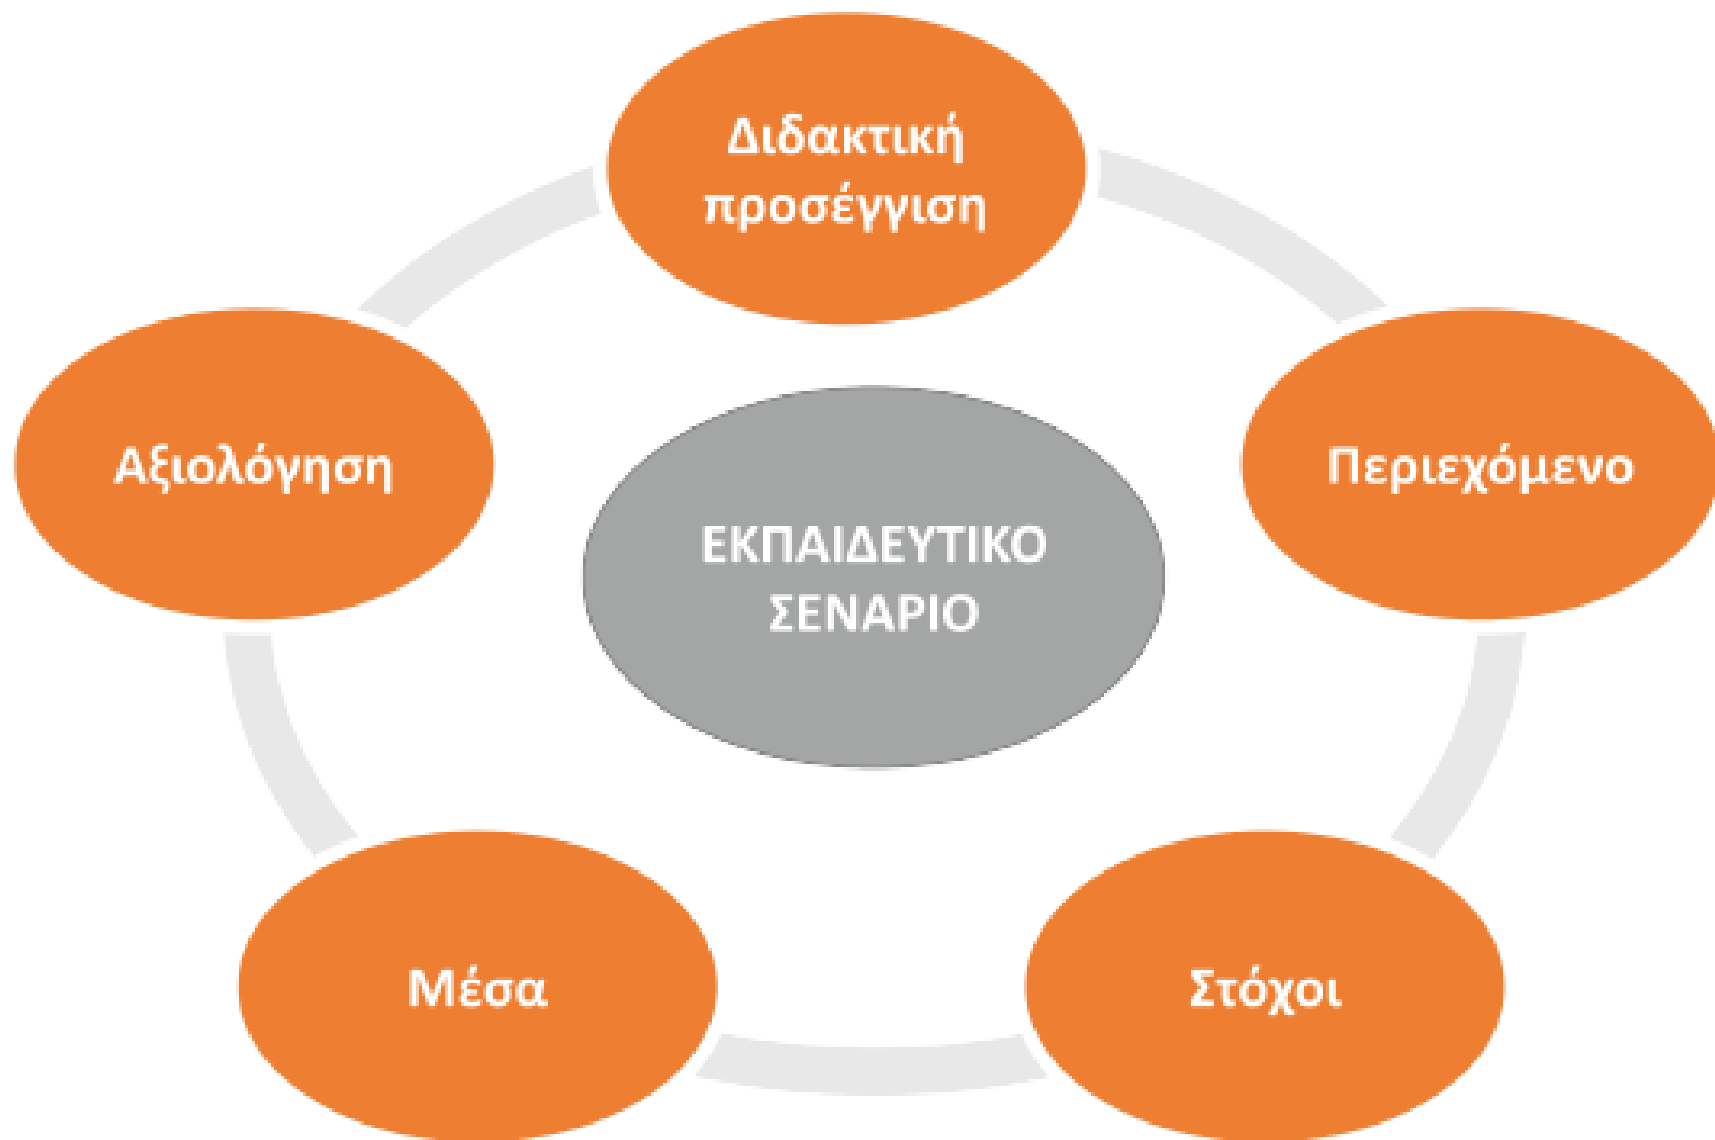 Διδακτική
προσέγγιση
Περιεχόμενο
Στόχοι
Μέσα
Αξιολόγηση
ΕΚΠΑΙΔΕΥΤΙΚΟ
ΣΕΝΑΡΙΟ